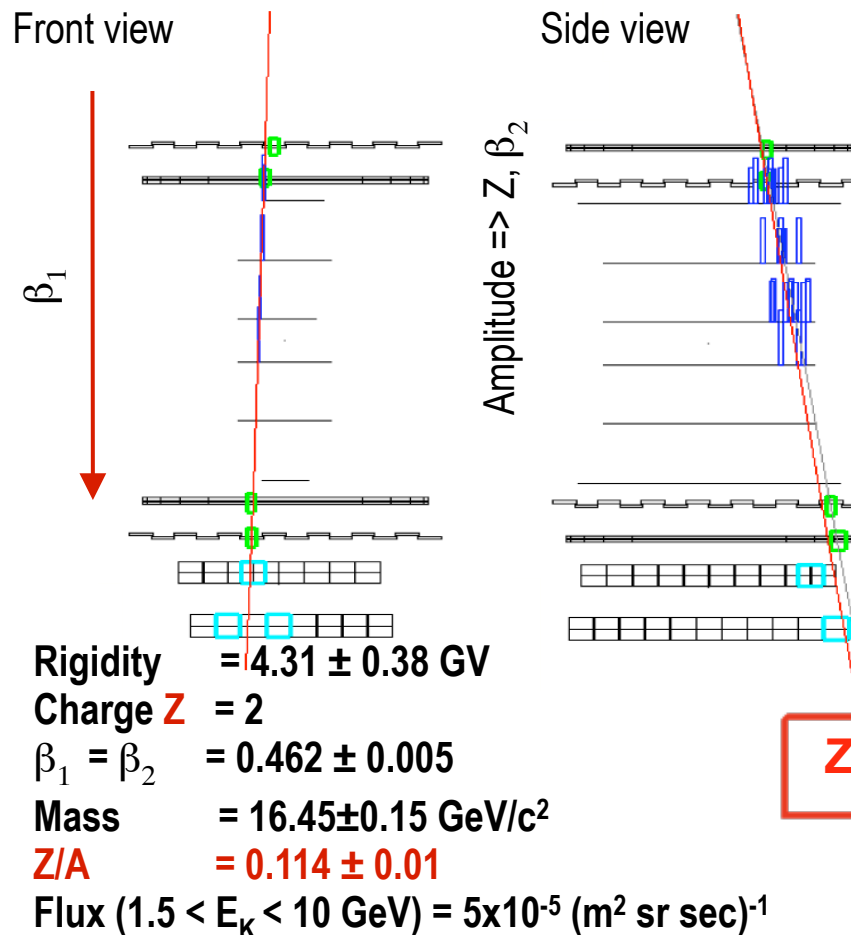 Front view
Side view
β₁
Amplitude => Z, β₂
Rigidity = 4.31 ± 0.38 GV
Charge Z = 2
β₁ = β₂ = 0.462 ± 0.005
Mass = 16.45±0.15 GeV/c²
Z/A = 0.114 ± 0.01
Flux (1.5 < E_K < 10 GeV) = 5x10⁻⁵ (m² sr sec)⁻¹
Z